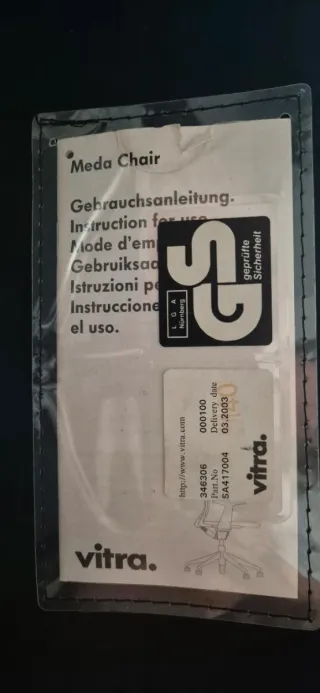 Meda Chair
Gebrauchsanleitung.
Instruction for use.
Mode d'em
Gebruiksaa
Istruzioni pe
Instruccione
el uso.
L G A
Nürnberg
GS
geprüfte
Sicherheit
http://www.vitra.com
346306 000100
Part.No Delivery date
SA417004 03.2003
vitra.
vitra.